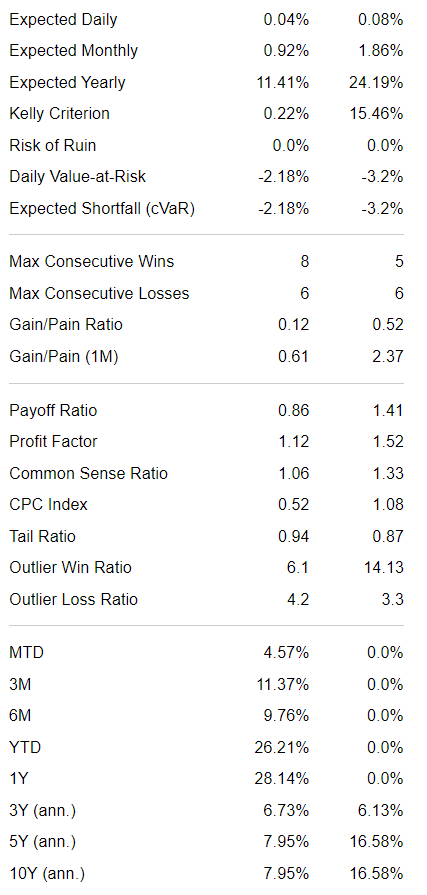 Expected Daily 0.04% 0.08%
Expected Monthly 0.92% 1.86%
Expected Yearly 11.41% 24.19%
Kelly Criterion 0.22% 15.46%
Risk of Ruin 0.0% 0.0%
Daily Value-at-Risk -2.18% -3.2%
Expected Shortfall (cVaR) -2.18% -3.2%
Max Consecutive Wins 8 5
Max Consecutive Losses 6 6
Gain/Pain Ratio 0.12 0.52
Gain/Pain (1M) 0.61 2.37
Payoff Ratio 0.86 1.41
Profit Factor 1.12 1.52
Common Sense Ratio 1.06 1.33
CPC Index 0.52 1.08
Tail Ratio 0.94 0.87
Outlier Win Ratio 6.1 14.13
Outlier Loss Ratio 4.2 3.3
MTD 4.57% 0.0%
3M 11.37% 0.0%
6M 9.76% 0.0%
YTD 26.21% 0.0%
1Y 28.14% 0.0%
3Y (ann.) 6.73% 6.13%
5Y (ann.) 7.95% 16.58%
10Y (ann.) 7.95% 16.58%